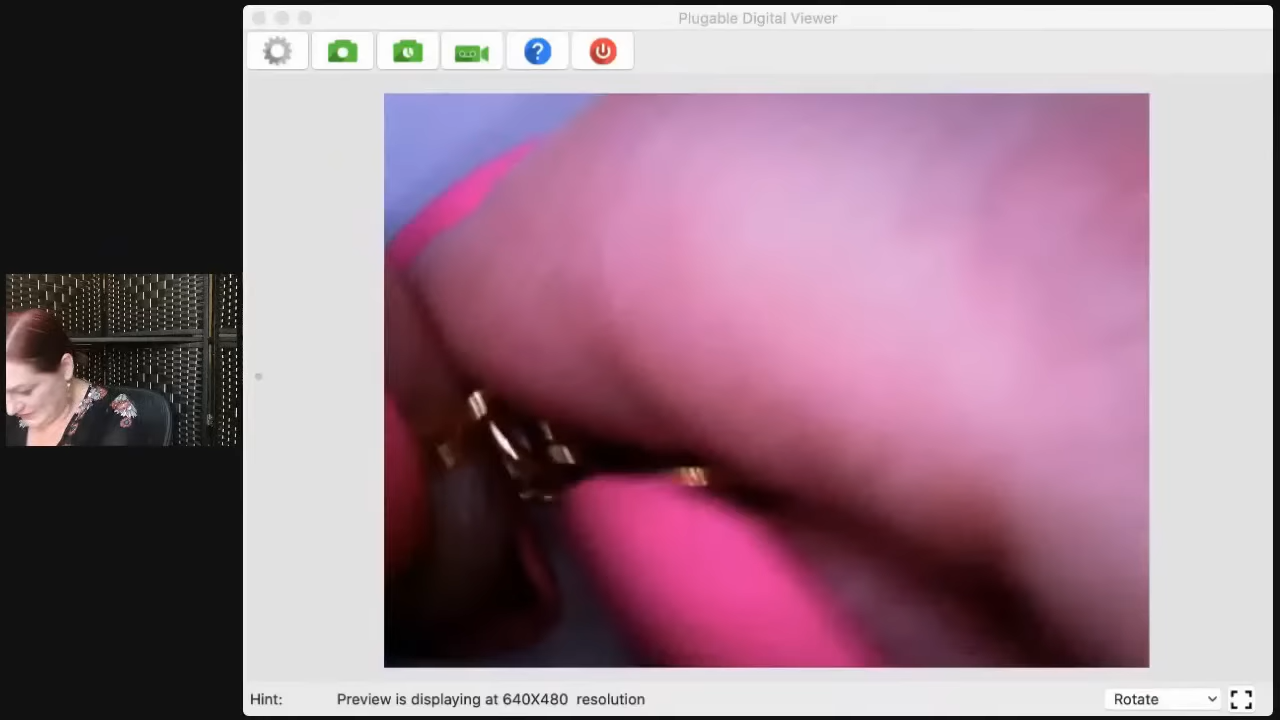 Plugable Digital Viewer
Hint: Preview is displaying at 640X480 resolution
Rotate